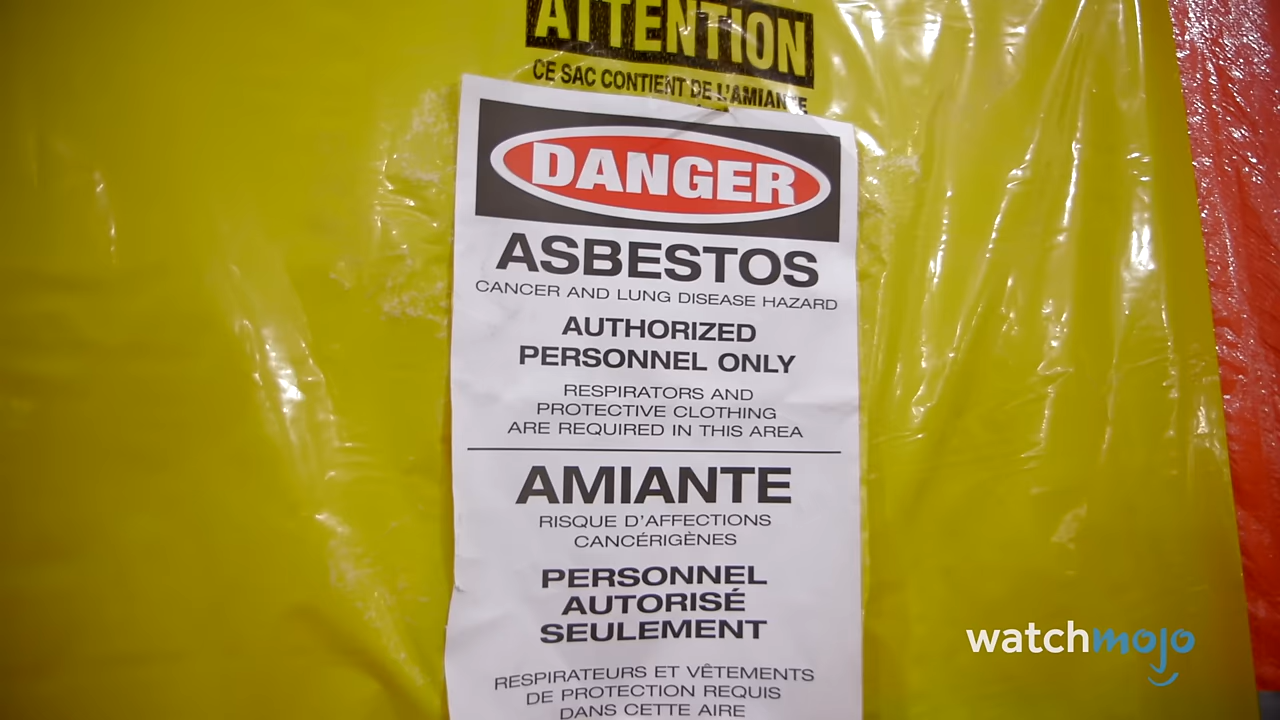 ATTENTION
CE SAC CONTIENT DE L'AMIANTE
DANGER
ASBESTOS
CANCER AND LUNG DISEASE HAZARD
AUTHORIZED
PERSONNEL ONLY
RESPIRATORS AND
PROTECTIVE CLOTHING
ARE REQUIRED IN THIS AREA
AMIANTE
RISQUE D'AFFECTIONS
CANCÉRIGÈNES
PERSONNEL
AUTORISÉ
SEULEMENT
RESPIRATEURS ET VÊTEMENTS
DE PROTECTION REQUIS
DANS CETTE AIRE
watchmojo